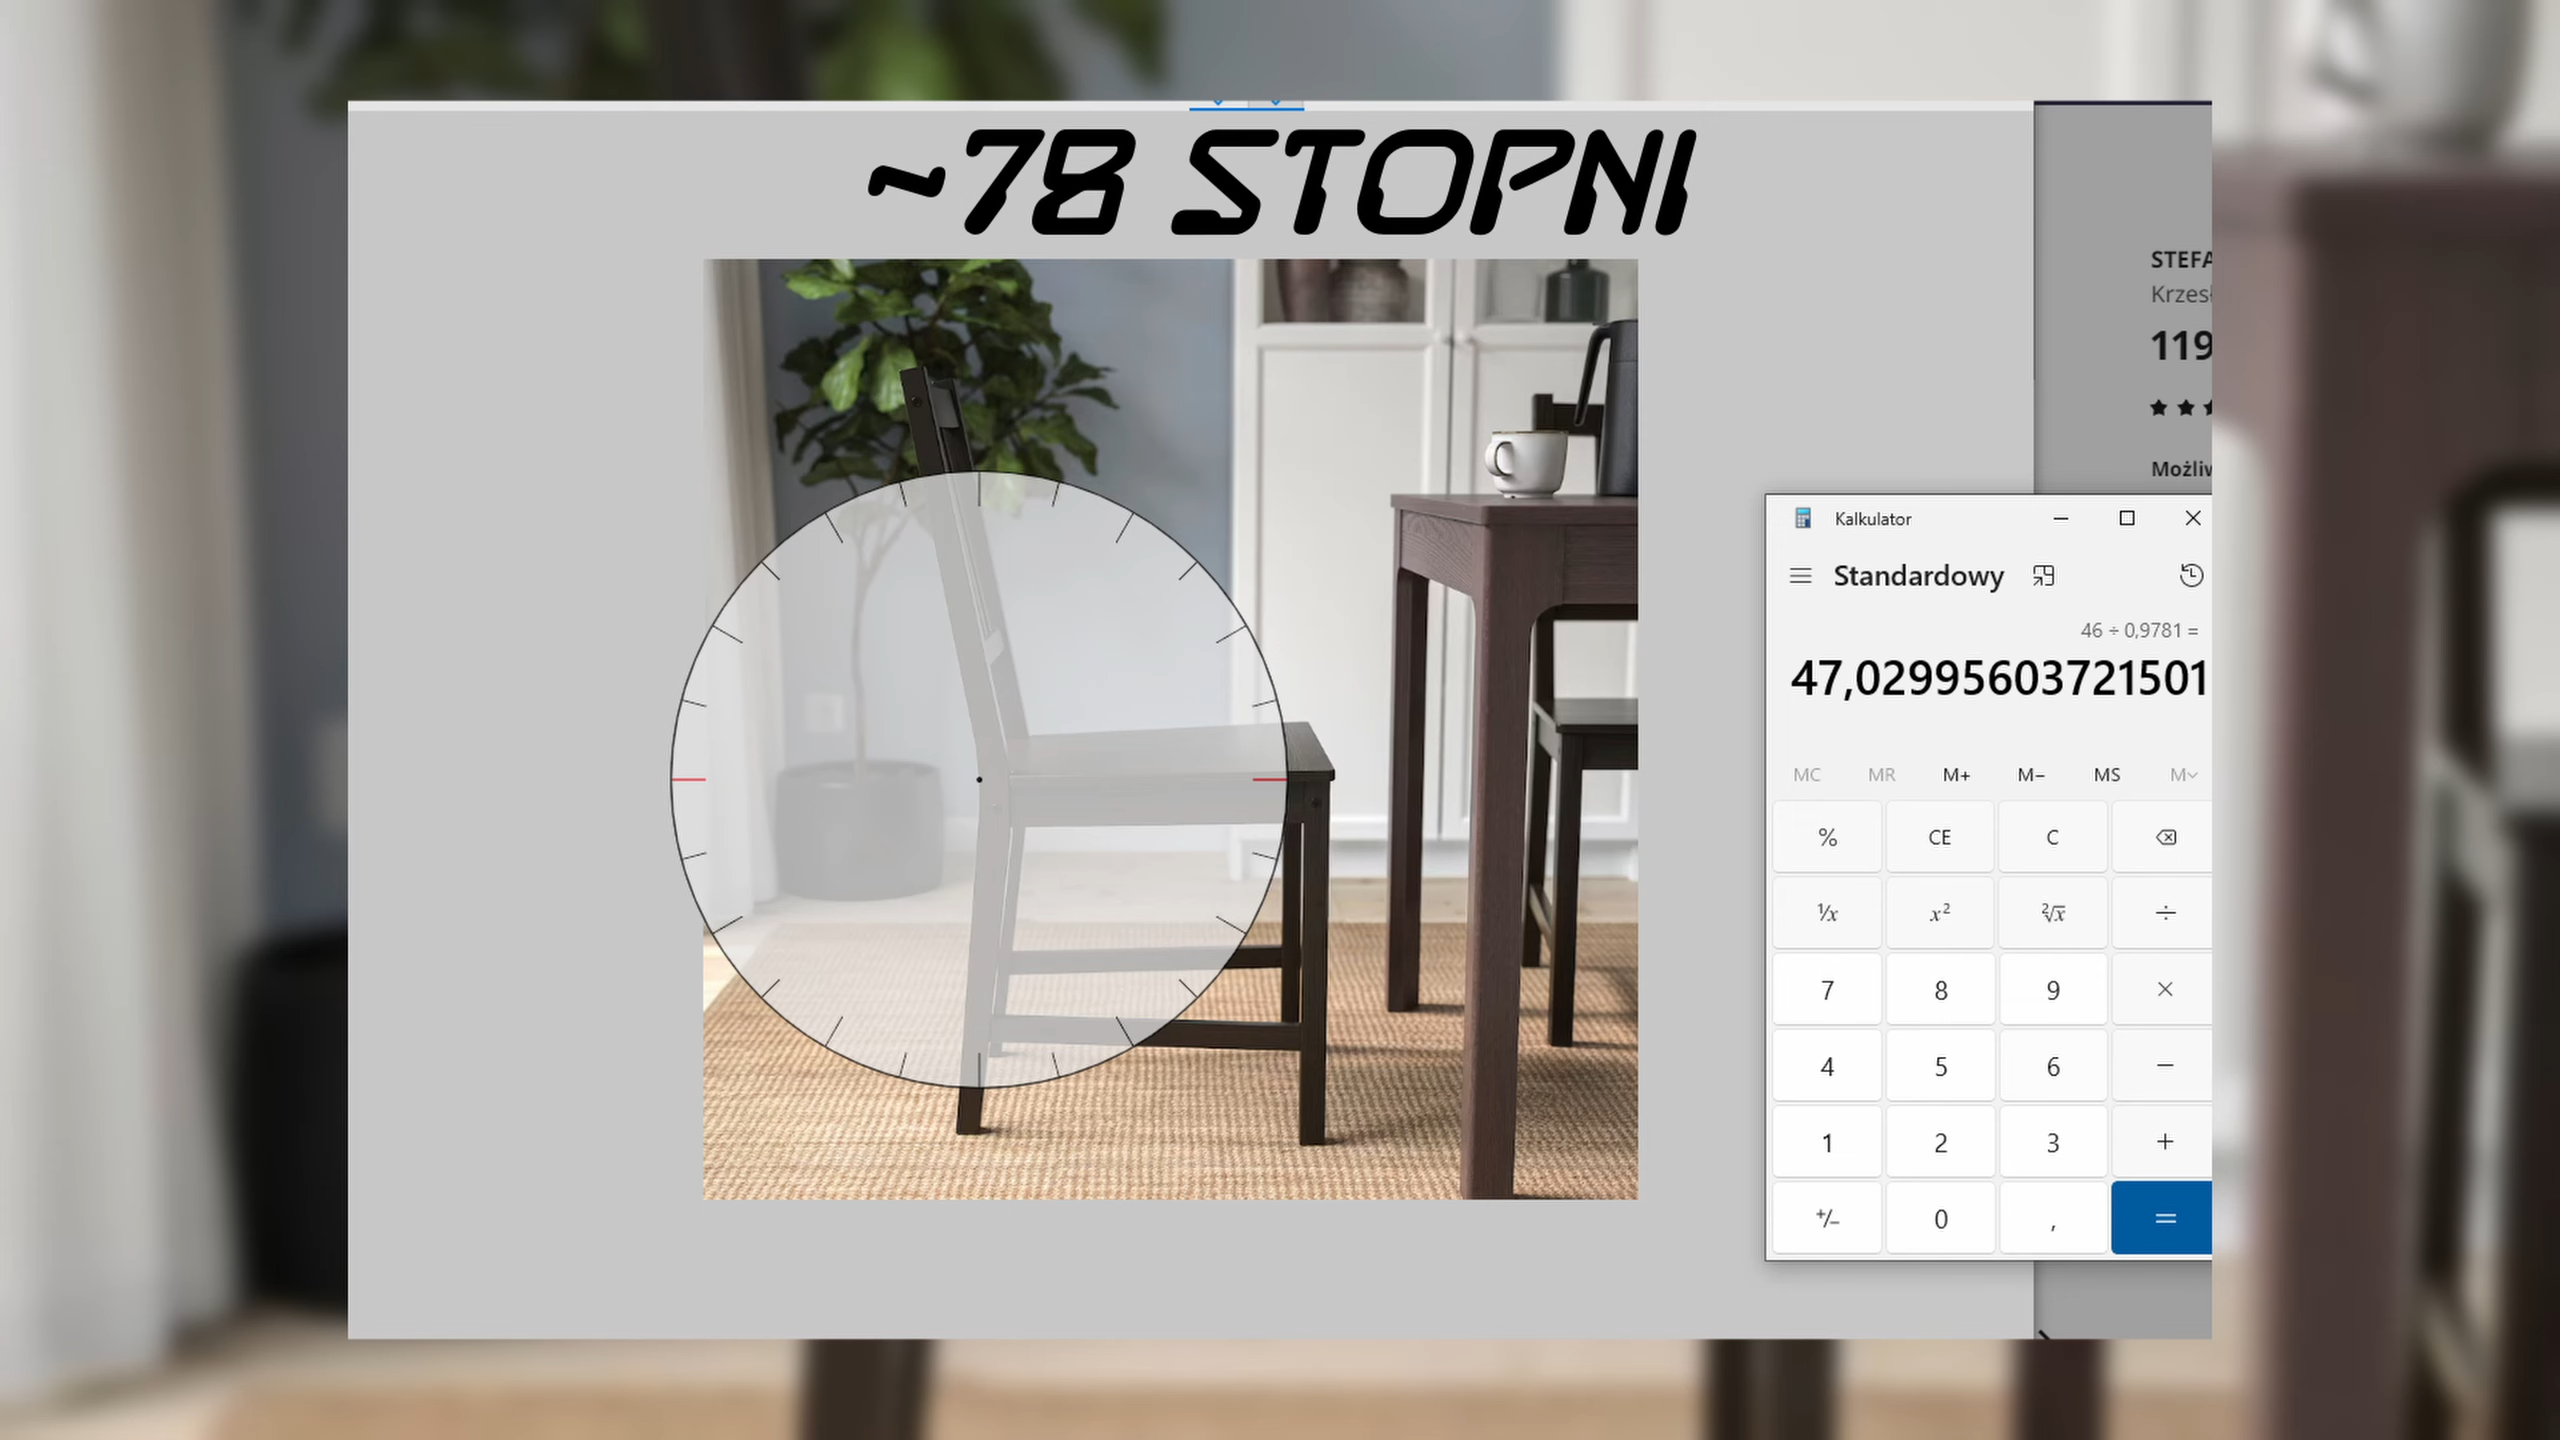 ~78 STOPNI
STEFA
Krzesł
119
Możliw
Kalkulator
Standardowy
46 ÷ 0,9781 =
47,02995603721501
MC MR M+ M− MS M
% CE C
⅟x x² ²√x ÷
7 8 9 ×
4 5 6 −
1 2 3 +
+/− 0 , =